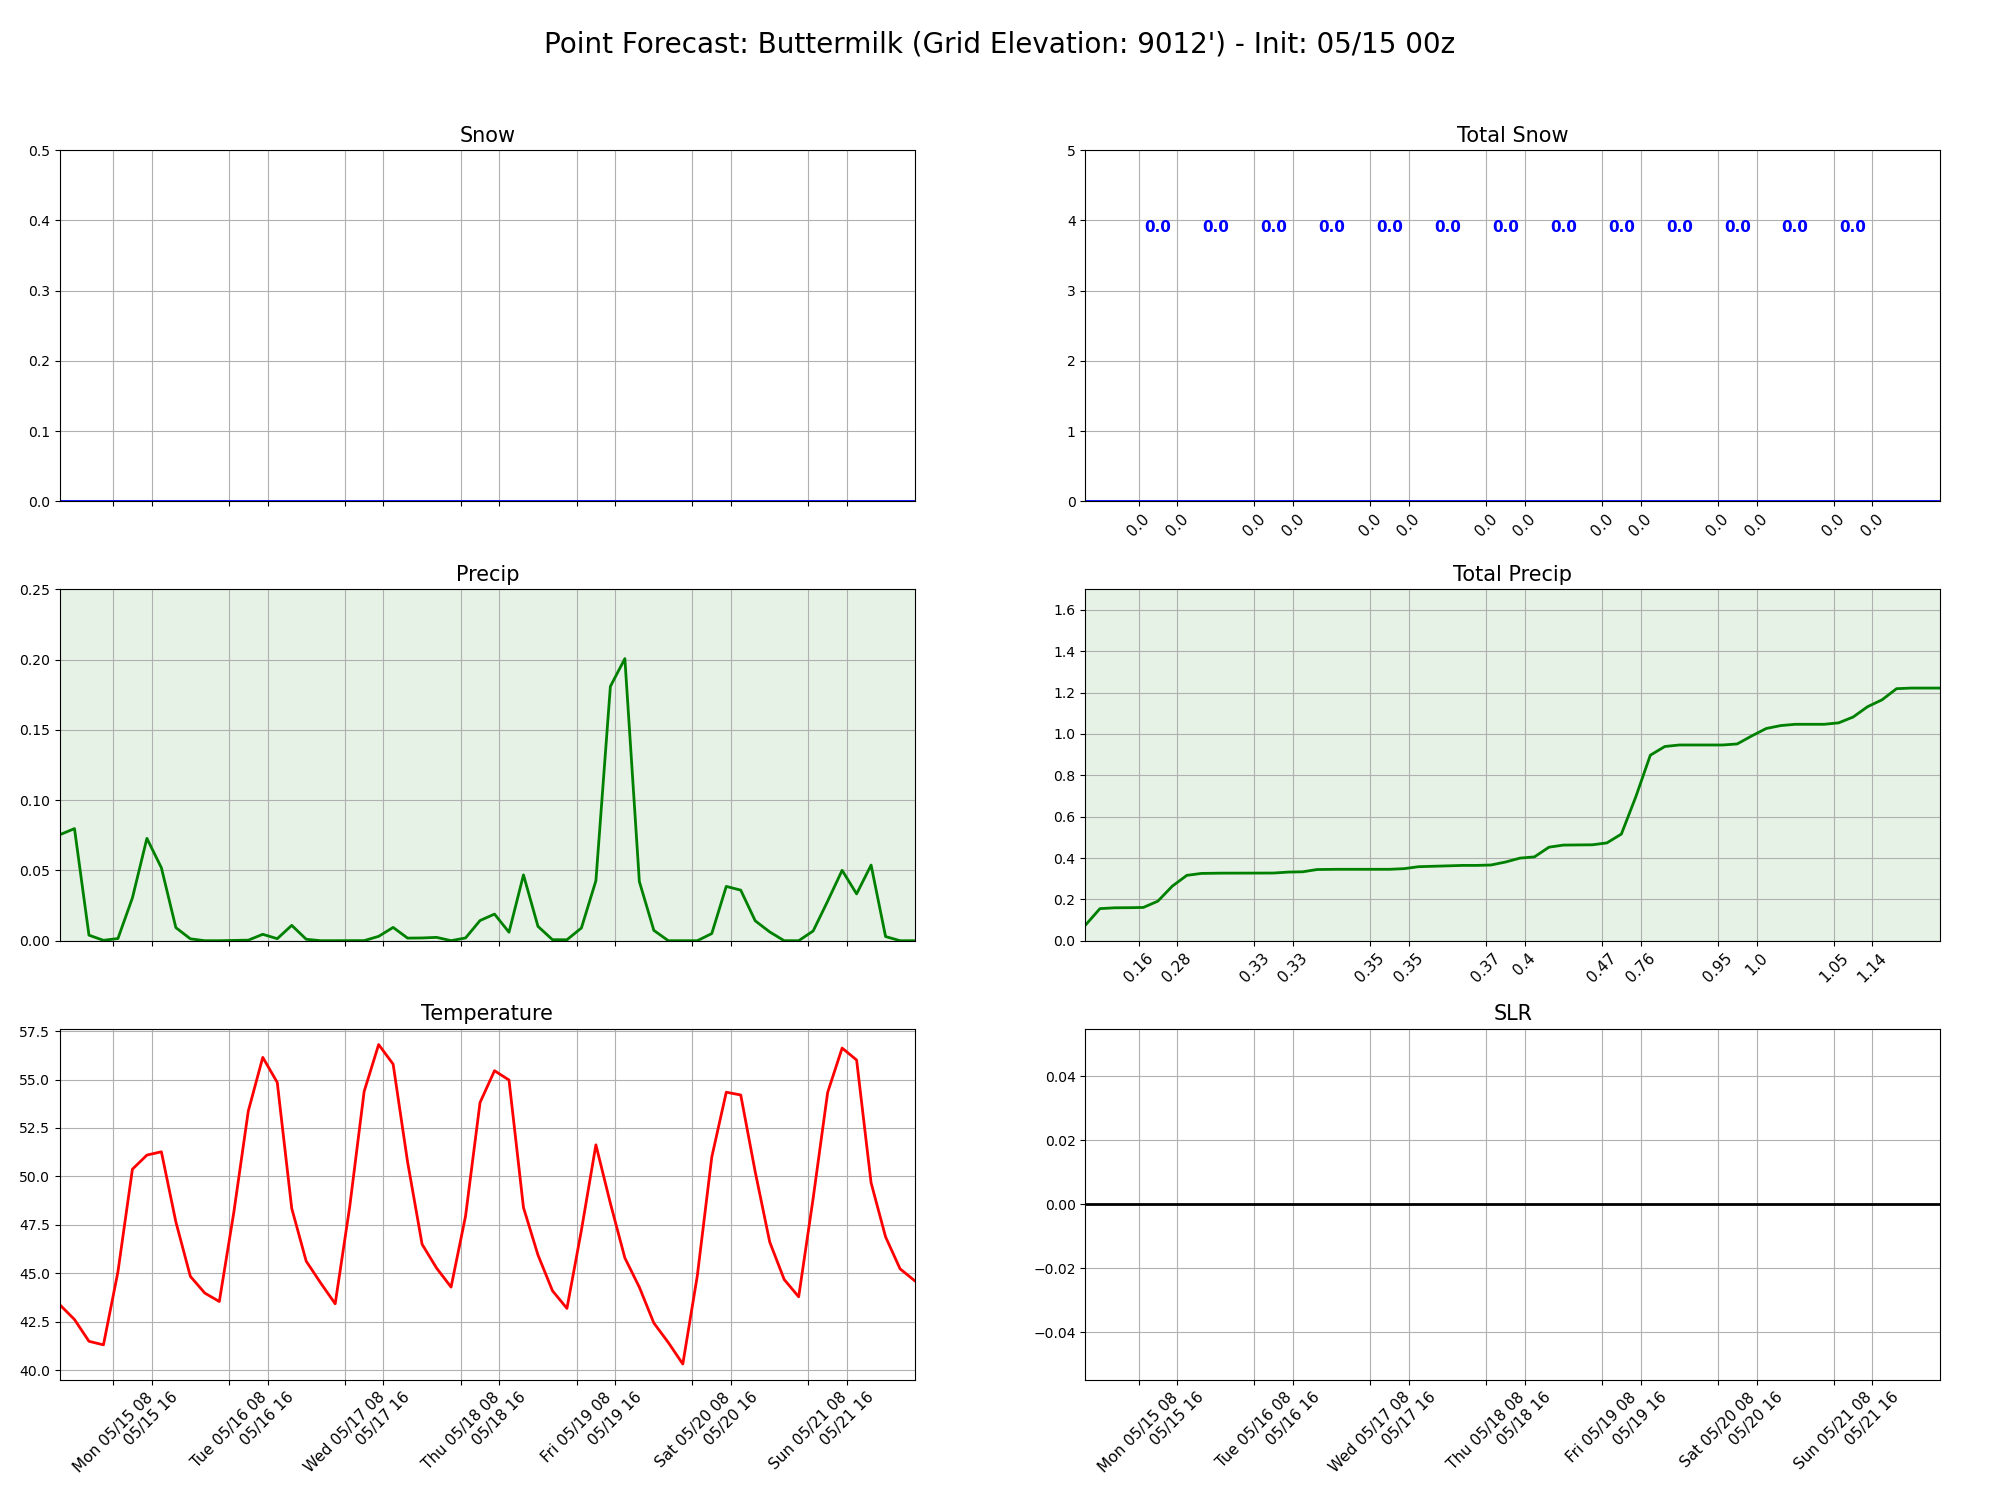 Point Forecast: Buttermilk (Grid Elevation: 9012') - Init: 05/15 00z
Snow
0.5
0.4
0.3
0.2
0.1
0.0
Total Snow
5
4
3
2
1
0
0.0 0.0 0.0 0.0 0.0 0.0 0.0 0.0 0.0 0.0 0.0 0.0 0.0
0.0 0.0 0.0 0.0 0.0 0.0 0.0 0.0 0.0 0.0 0.0 0.0 0.0 0.0
Precip
0.25
0.20
0.15
0.10
0.05
0.00
Total Precip
1.6
1.4
1.2
1.0
0.8
0.6
0.4
0.2
0.0
0.16 0.28 0.33 0.33 0.35 0.35 0.37 0.4 0.47 0.76 0.95 1.0 1.05 1.14
Temperature
57.5
55.0
52.5
50.0
47.5
45.0
42.5
40.0
Mon 05/15 08
05/15 16
Tue 05/16 08
05/16 16
Wed 05/17 08
05/17 16
Thu 05/18 08
05/18 16
Fri 05/19 08
05/19 16
Sat 05/20 08
05/20 16
Sun 05/21 08
05/21 16
SLR
0.04
0.02
0.00
−0.02
−0.04
Mon 05/15 08
05/15 16
Tue 05/16 08
05/16 16
Wed 05/17 08
05/17 16
Thu 05/18 08
05/18 16
Fri 05/19 08
05/19 16
Sat 05/20 08
05/20 16
Sun 05/21 08
05/21 16